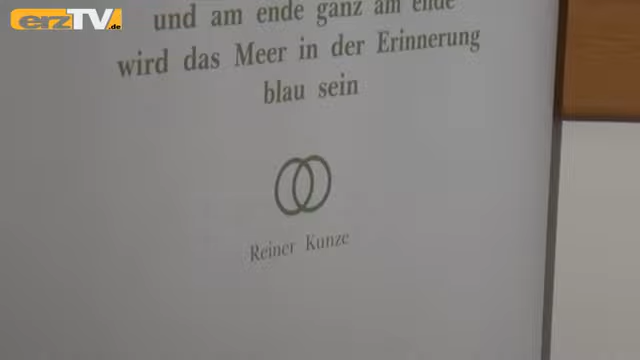 erzTV.de
und am ende ganz am ende
wird das Meer in der Erinnerung
blau sein
Reiner Kunze